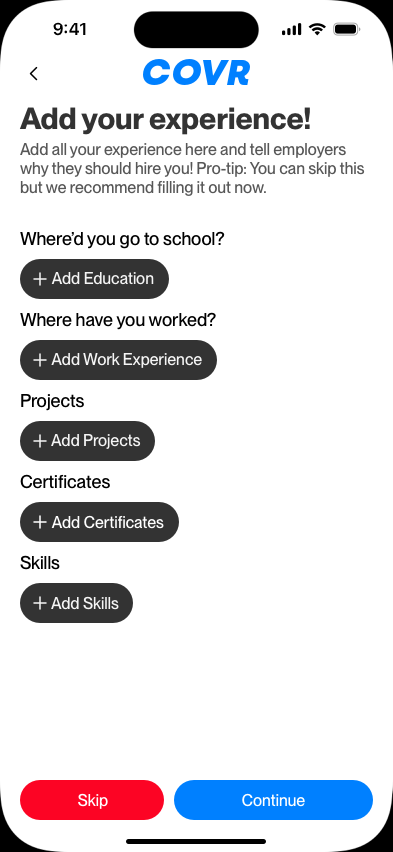 9:41
COVR
Add your experience!
Add all your experience here and tell employers
why they should hire you! Pro-tip: You can skip this
but we recommend filling it out now.
Where'd you go to school?
+ Add Education
Where have you worked?
+ Add Work Experience
Projects
+ Add Projects
Certificates
+ Add Certificates
Skills
+ Add Skills
Skip
Continue